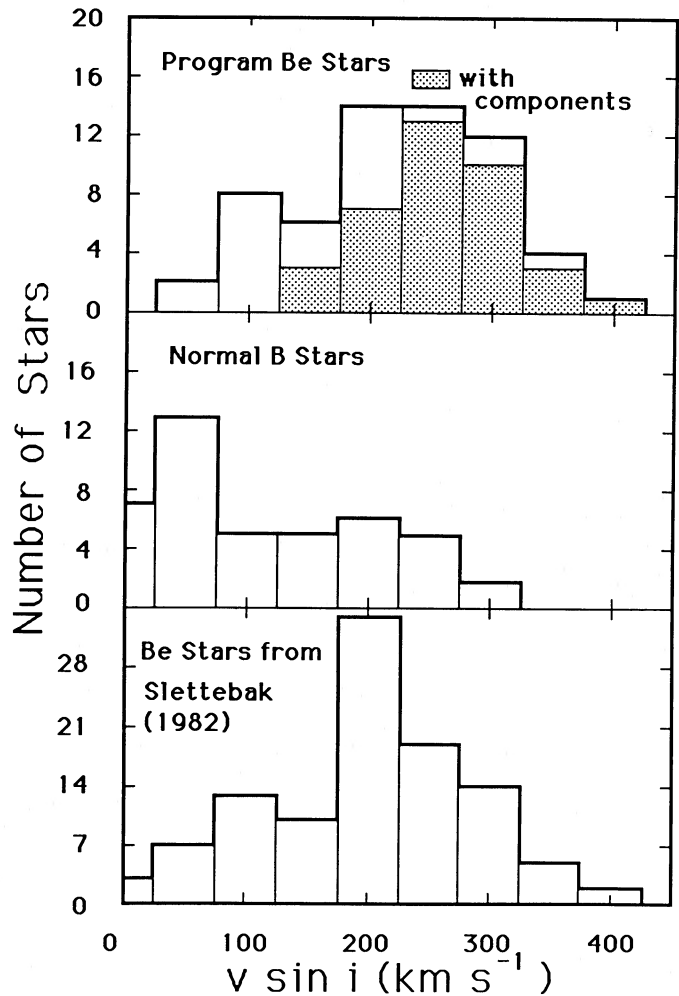 20
16
12
8
4
0
Program Be Stars
with
components
16
12
8
4
0
Normal B Stars
28
21
14
7
0
Be Stars from
Slettebak
(1982)
Number of Stars
0 100 200 300 400
v sin i (km s⁻¹)